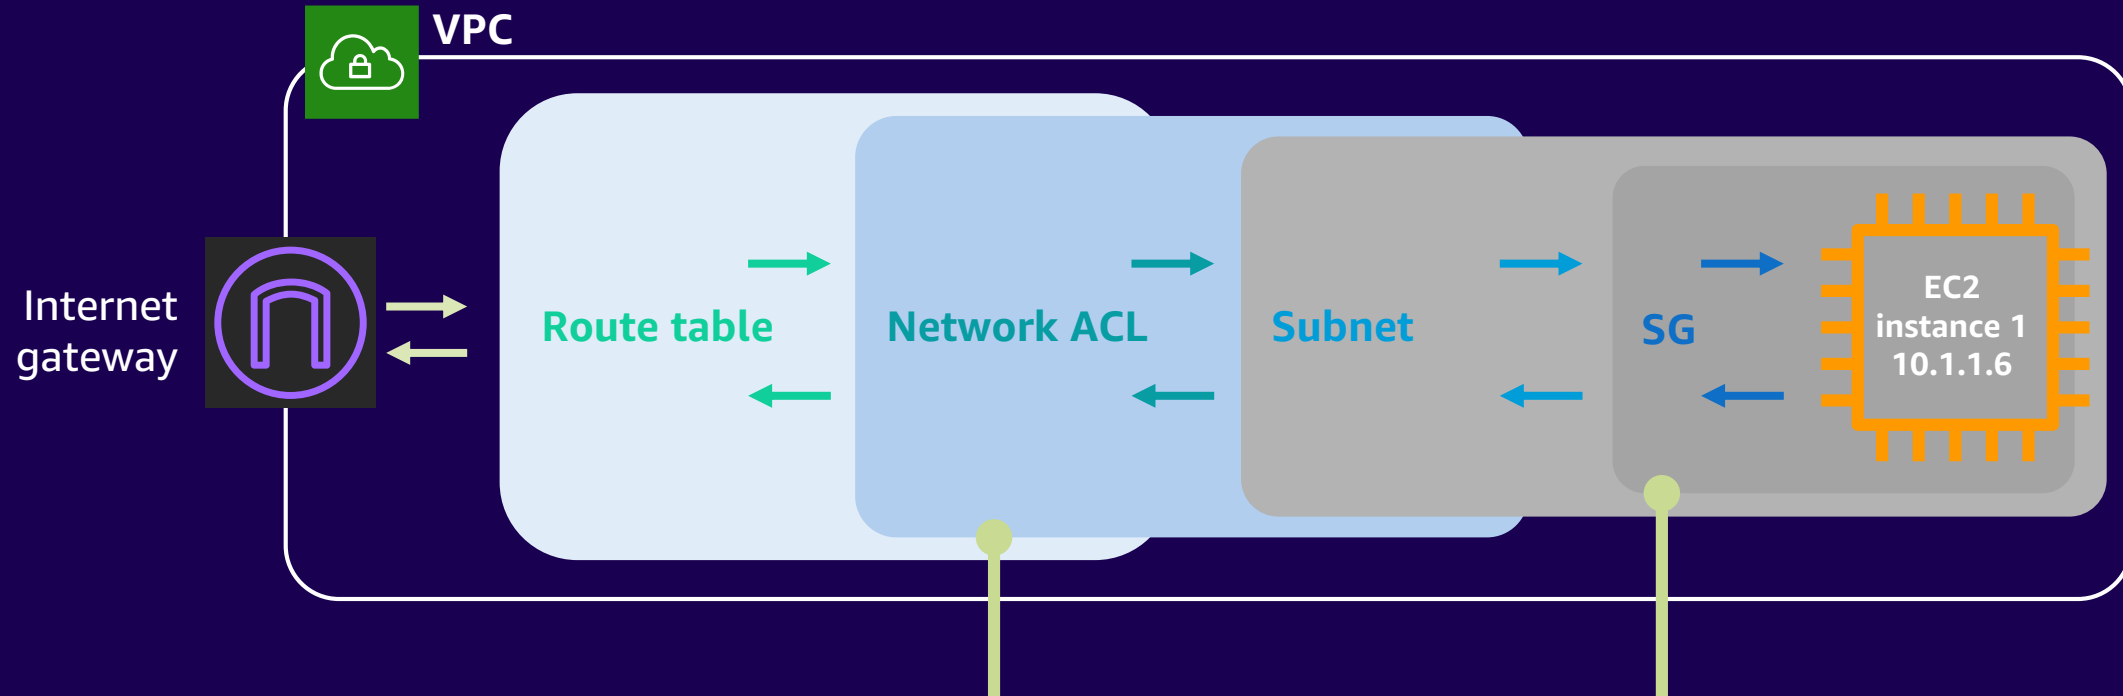 VPC
Internet
gateway
Route table
Network ACL
Subnet
SG
EC2
instance 1
10.1.1.6